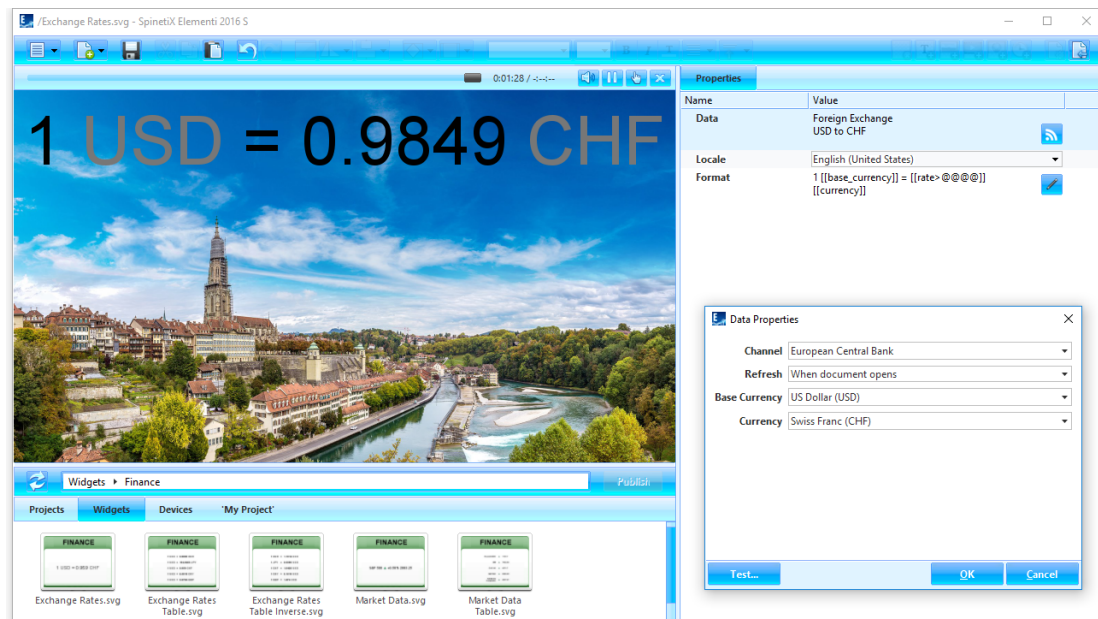 /Exchange Rates.svg - SpinetiX Elementi 2016 S
0:01:28 / -:--:--
1 USD = 0.9849 CHF
Properties
Name Value
Data Foreign Exchange
USD to CHF
Locale English (United States)
Format 1 [[base_currency]] = [[rate>@@@@]]
[[currency]]
Data Properties
Channel European Central Bank
Refresh When document opens
Base Currency US Dollar (USD)
Currency Swiss Franc (CHF)
Test... OK Cancel
Widgets Finance
Publish
Projects Widgets Devices 'My Project'
FINANCE FINANCE FINANCE FINANCE FINANCE
Exchange Rates.svg
Exchange Rates
Table.svg
Exchange Rates
Table Inverse.svg
Market Data.svg
Market Data
Table.svg